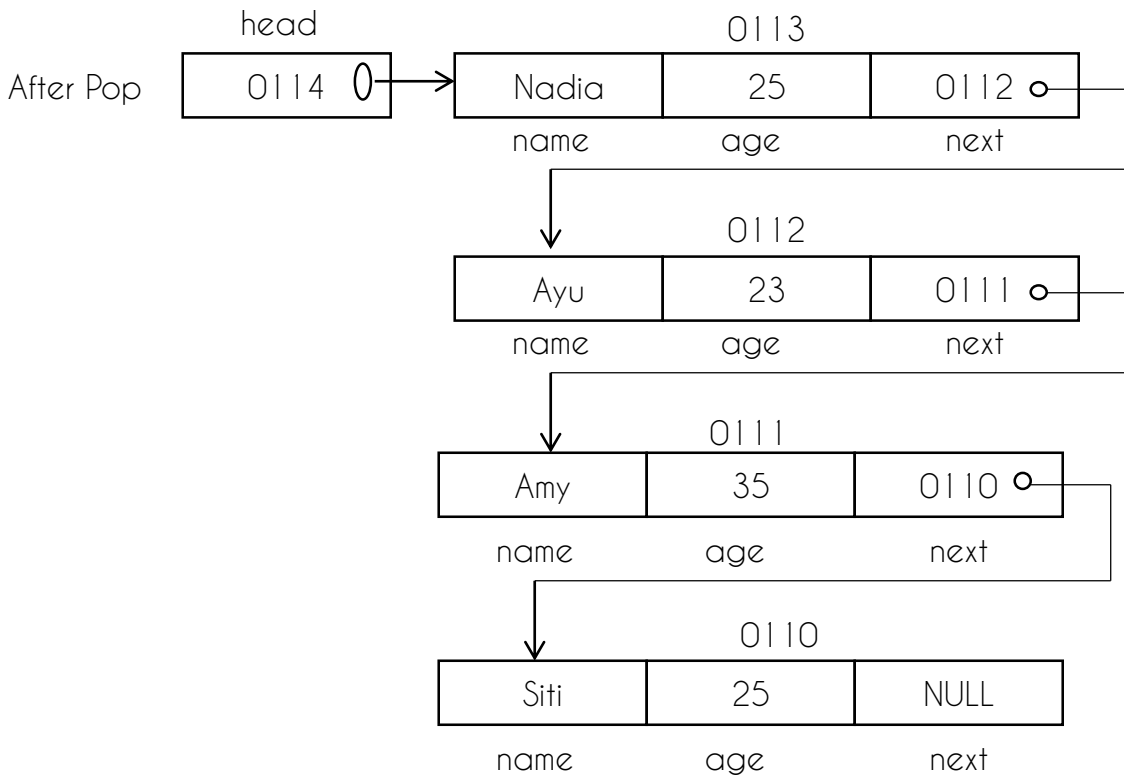 head
0113
After Pop
0114
Nadia 25 0112
name age next
0112
Ayu 23 0111
name age next
0111
Amy 35 0110
name age next
0110
Siti 25 NULL
name age next